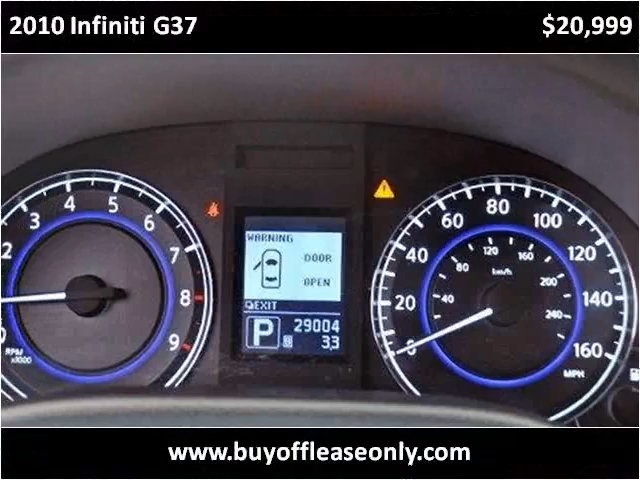 2010 Infiniti G37 $20,999
2 3 4 5 6 7 8 9
RPM
x1000
WARNING
DOOR
OPEN
EXIT
P 29004
33
0 20 40 60 80 100 120 140 160
40 80 120 160 200 240
km/h
MPH
www.buyoffleaseonly.com